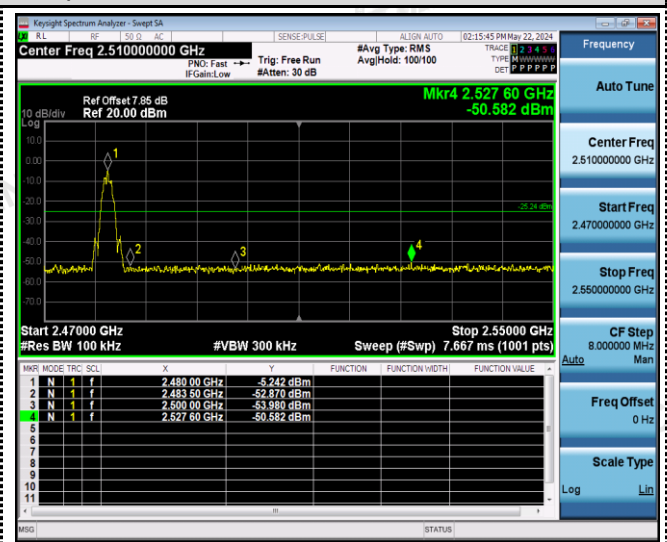 Keysight Spectrum Analyzer - Swept SA
RL RF 50 Ω AC SENSE:PULSE ALIGN AUTO 02:15:45 PM May 22, 2024
Center Freq 2.510000000 GHz
PNO: Fast
IFGain:Low
Trig: Free Run
#Atten: 30 dB
#Avg Type: RMS
Avg|Hold: 100/100
TRACE 1 2 3 4 5 6
TYPE M WWWWW
DET P P P P P P
Frequency
Mkr4 2.527 60 GHz
-50.582 dBm
Ref Offset 7.85 dB
10 dB/div Ref 20.00 dBm
Log
10.0
0.00
-10.0
-20.0
-30.0
-40.0
-50.0
-60.0
-70.0
1
2
3
4
-25.24 dBm
Start 2.47000 GHz
Stop 2.55000 GHz
#Res BW 100 kHz
#VBW 300 kHz
Sweep (#Swp) 7.667 ms (1001 pts)
MKR MODE TRC SCL X Y FUNCTION FUNCTION WIDTH FUNCTION VALUE
1 N 1 f 2.480 00 GHz -5.242 dBm
2 N 1 f 2.483 50 GHz -52.870 dBm
3 N 1 f 2.500 00 GHz -53.980 dBm
4 N 1 f 2.527 60 GHz -50.582 dBm
5
6
7
8
9
10
11
MSG STATUS
Auto Tune
Center Freq
2.510000000 GHz
Start Freq
2.470000000 GHz
Stop Freq
2.550000000 GHz
CF Step
8.000000 MHz
Auto Man
Freq Offset
0 Hz
Scale Type
Log Lin